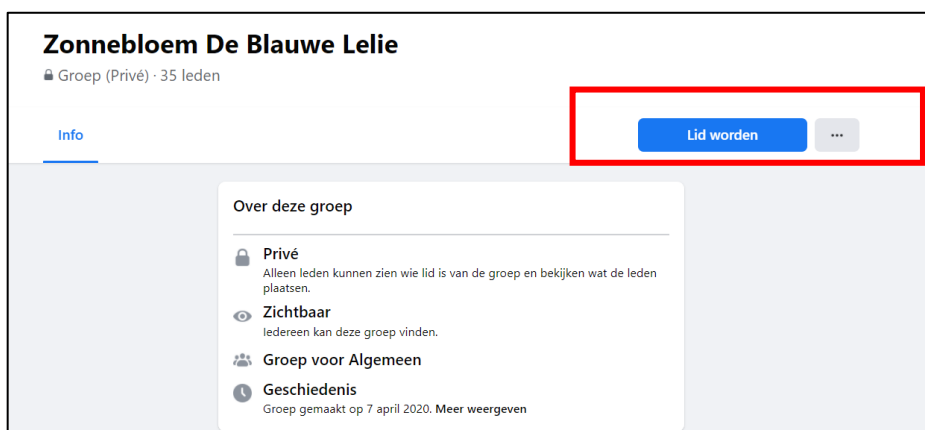 Zonnebloem De Blauwe Lelie
Groep (Privé) · 35 leden
Info
Lid worden
...
Over deze groep
Privé
Alleen leden kunnen zien wie lid is van de groep en bekijken wat de leden
plaatsen.
Zichtbaar
Iedereen kan deze groep vinden.
Groep voor Algemeen
Geschiedenis
Groep gemaakt op 7 april 2020. Meer weergeven